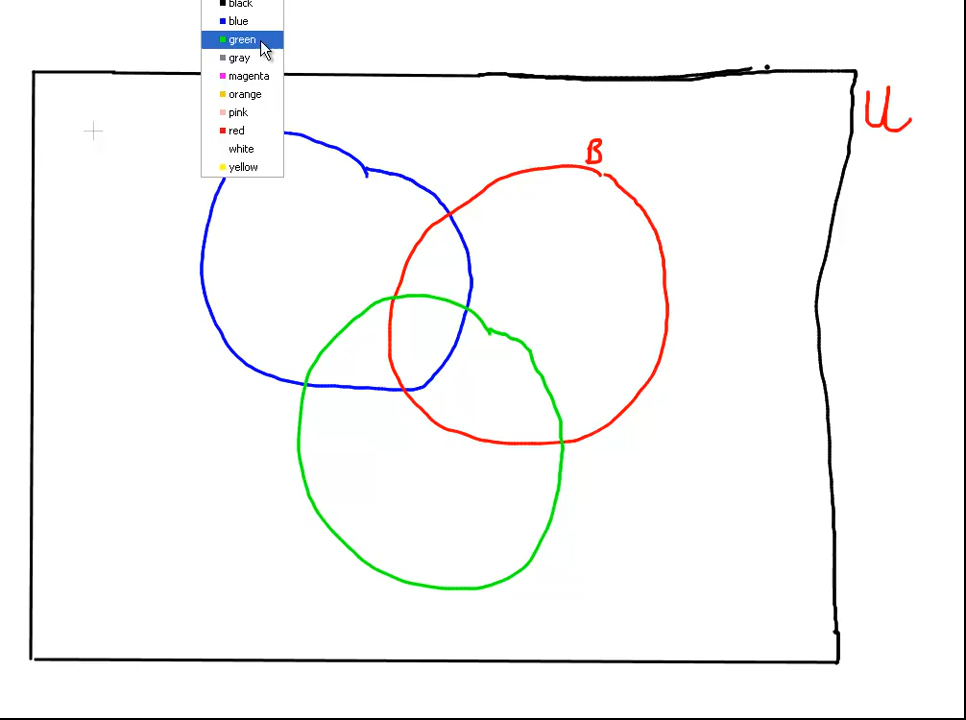 black
blue
green
gray
magenta
orange
pink
red
white
yellow
U
B